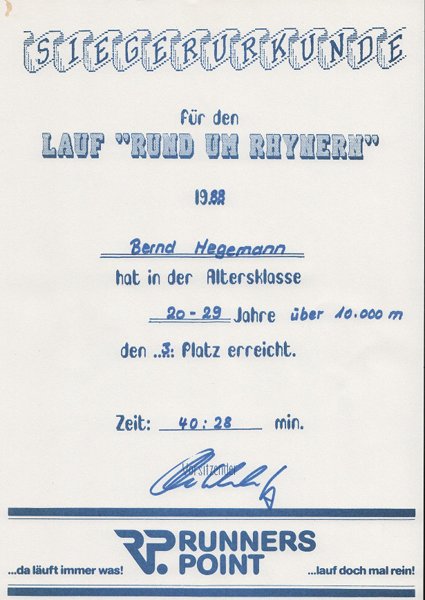 SIEGERURKUNDE
für den
LAUF "RUND UM RHYNERN"
1988
Bernd Hegemann
hat in der Altersklasse
20-29 Jahre über 10.000 m
den Platz erreicht.
Zeit: 40:28 min.
Vorsitzender
RP. RUNNERS POINT
...da läuft immer was! ...lauf doch mal rein!